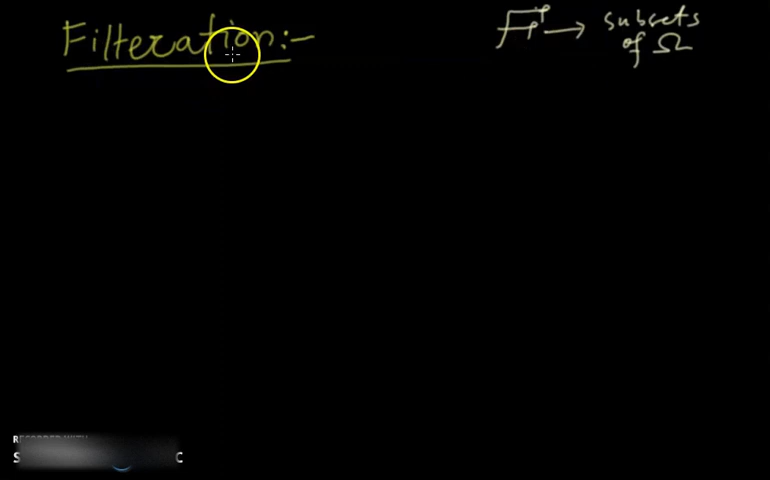 Filteration:-
F → subsets
of Ω